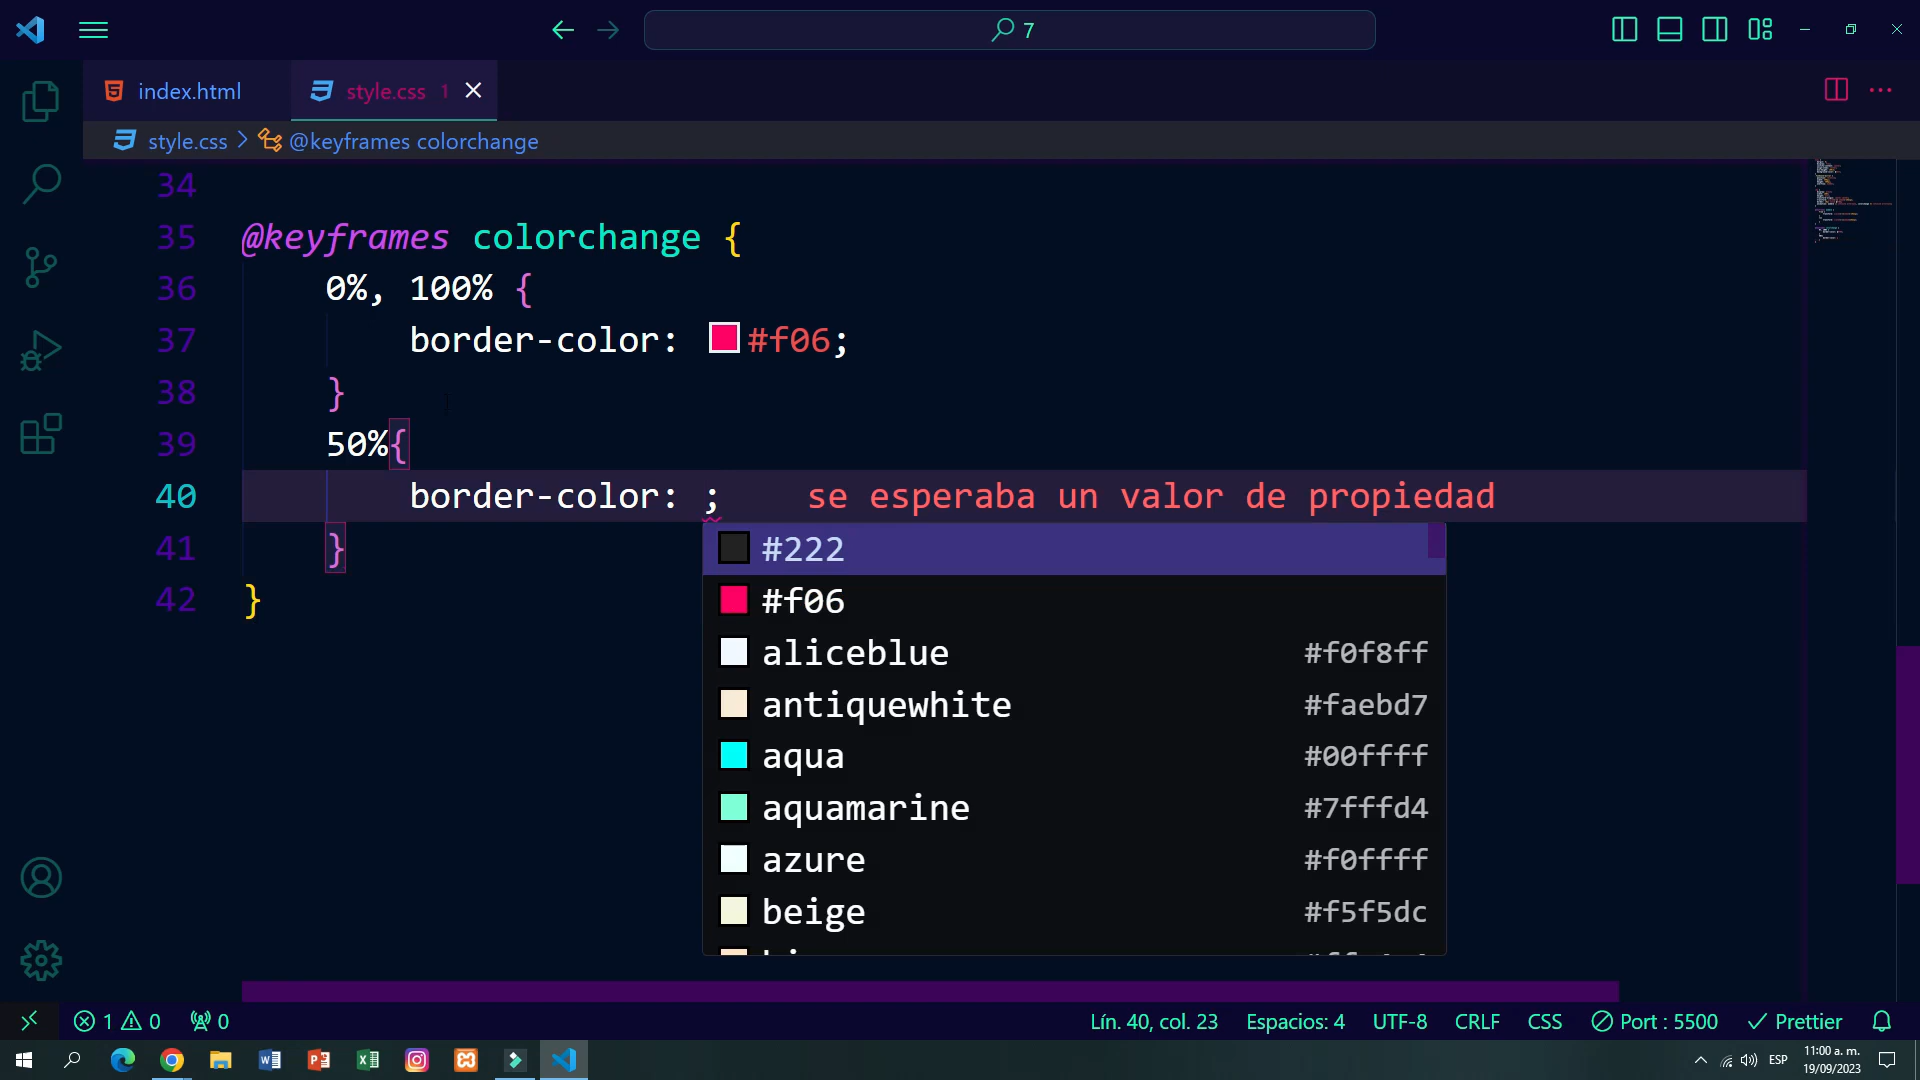 7
index.html
style.css 1
style.css > @keyframes colorchange
34
35 @keyframes colorchange {
36 0%, 100% {
37 border-color: #f06;
38 }
39 50%{
40 border-color: ; se esperaba un valor de propiedad
41 }
42 }
#222
#f06
aliceblue #f0f8ff
antiquewhite #faebd7
aqua #00ffff
aquamarine #7fffd4
azure #f0ffff
beige #f5f5dc
1 0 0 Lín. 40, col. 23 Espacios: 4 UTF-8 CRLF CSS Port : 5500 Prettier
ESP
11:00 a. m.
19/09/2023